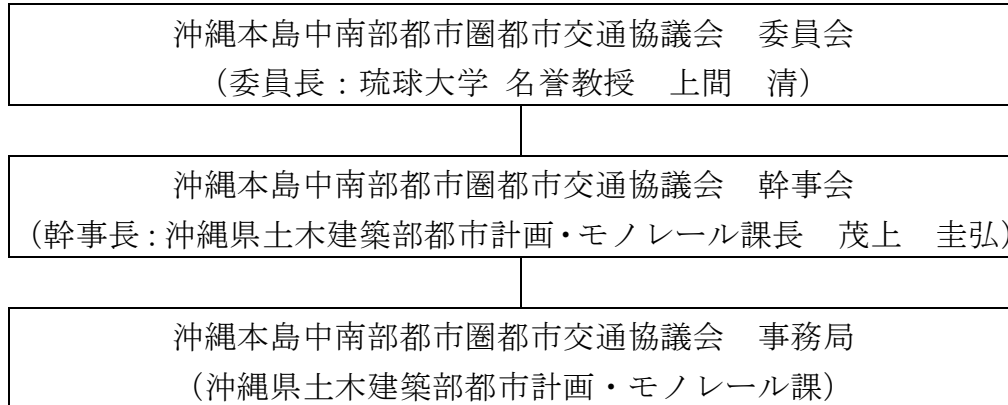 沖縄本島中南部都市圏都市交通協議会　委員会
（委員長：琉球大学 名誉教授　上間　清）
沖縄本島中南部都市圏都市交通協議会　幹事会
（幹事長：沖縄県土木建築部都市計画・モノレール課長　茂上　圭弘）
沖縄本島中南部都市圏都市交通協議会　事務局
（沖縄県土木建築部都市計画・モノレール課）